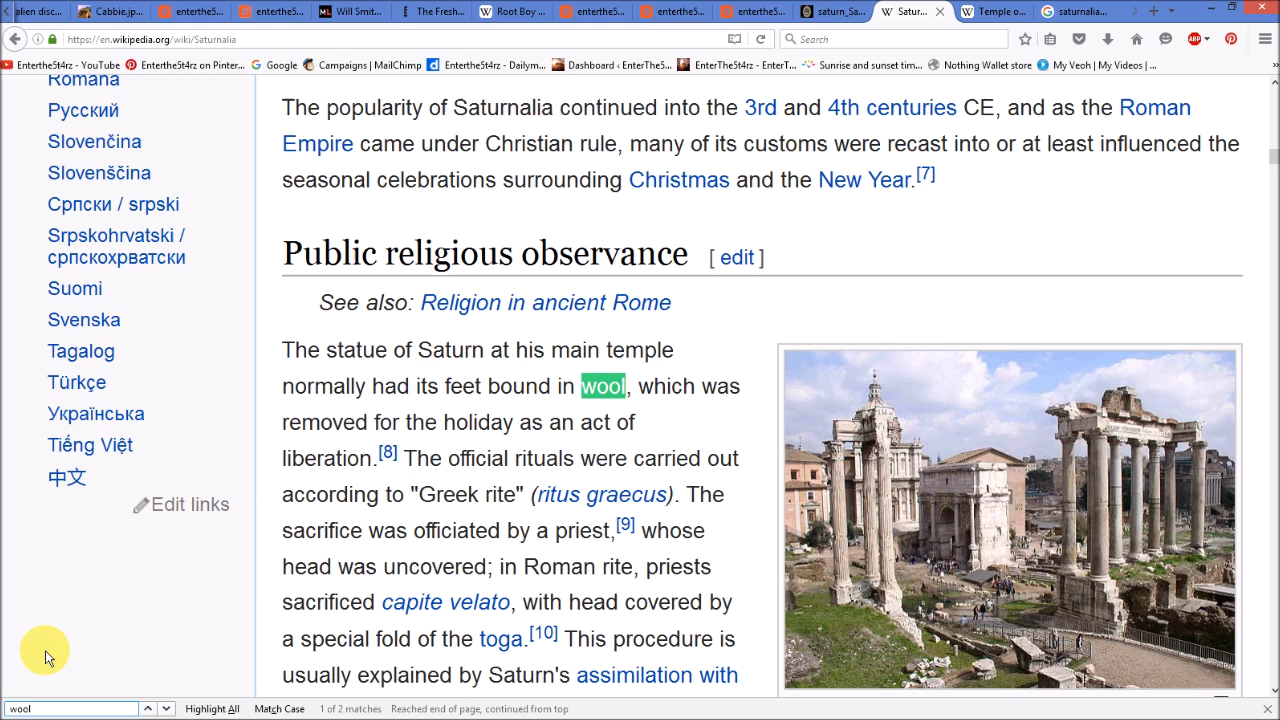 alien disc...
Cabbie.jp...
enterthe5...
enterthe5...
Will Smit...
The Fresh...
Root Boy ...
enterthe5...
enterthe5...
enterthe5...
saturn_Sa...
Satur...
Temple o...
saturnalia...
https://en.wikipedia.org/wiki/Saturnalia
Search
ABP
Enterthe5t4rz - YouTube
Enterthe5t4rz on Pinter...
Google
Campaigns | MailChimp
Enterthe5t4rz - Dailym...
Dashboard ‹ EnterThe5...
EnterThe5t4rz - EnterT...
Sunrise and sunset tim...
Nothing Wallet store
My Veoh | My Videos | ...
Română
Русский
Slovenčina
Slovenščina
Српски / srpski
Srpskohrvatski /
српскохрватски
Suomi
Svenska
Tagalog
Türkçe
Українська
Tiếng Việt
中文
Edit links
The popularity of Saturnalia continued into the 3rd and 4th centuries CE, and as the Roman
Empire came under Christian rule, many of its customs were recast into or at least influenced the
seasonal celebrations surrounding Christmas and the New Year.[7]
Public religious observance [ edit ]
See also: Religion in ancient Rome
The statue of Saturn at his main temple
normally had its feet bound in wool, which was
removed for the holiday as an act of
liberation.[8] The official rituals were carried out
according to "Greek rite" (ritus graecus). The
sacrifice was officiated by a priest,[9] whose
head was uncovered; in Roman rite, priests
sacrificed capite velato, with head covered by
a special fold of the toga.[10] This procedure is
usually explained by Saturn's assimilation with
wool
Highlight All
Match Case
1 of 2 matches
Reached end of page, continued from top